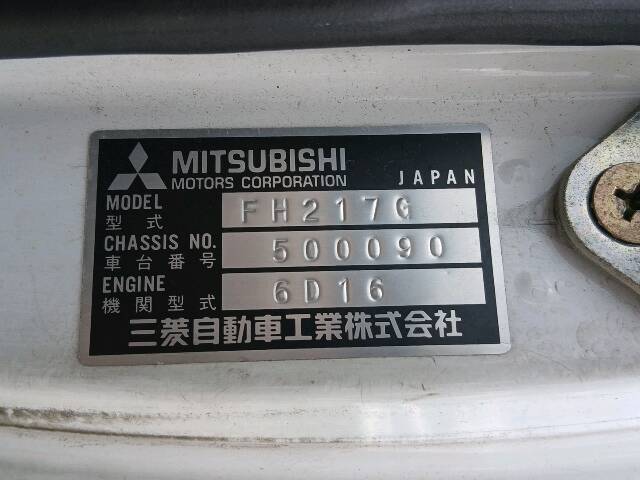 MITSUBISHI
MOTORS CORPORATION JAPAN
MODEL
型式 FH217G
CHASSIS NO.
車台番号 500090
ENGINE
機関型式 6D16
三菱自動車工業株式会社